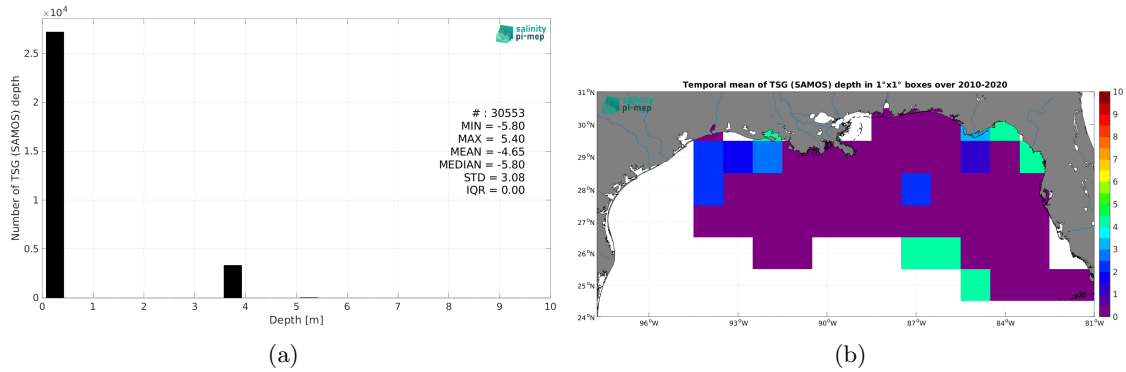 ×10⁴
salinity
pi-mep
2.5
2
1.5
1
0.5
0
Number of TSG (SAMOS) depth
# : 30553
MIN = -5.80
MAX = 5.40
MEAN = -4.65
MEDIAN = -5.80
STD = 3.08
IQR = 0.00
0 1 2 3 4 5 6 7 8 9 10
Depth [m]
(a)
Temporal mean of TSG (SAMOS) depth in 1°x1° boxes over 2010-2020
salinity
pi-mep
31°N
30°N
29°N
28°N
27°N
26°N
25°N
24°N
96°W 93°W 90°W 87°W 84°W 81°W
10
9
8
7
6
5
4
3
2
1
0
(b)